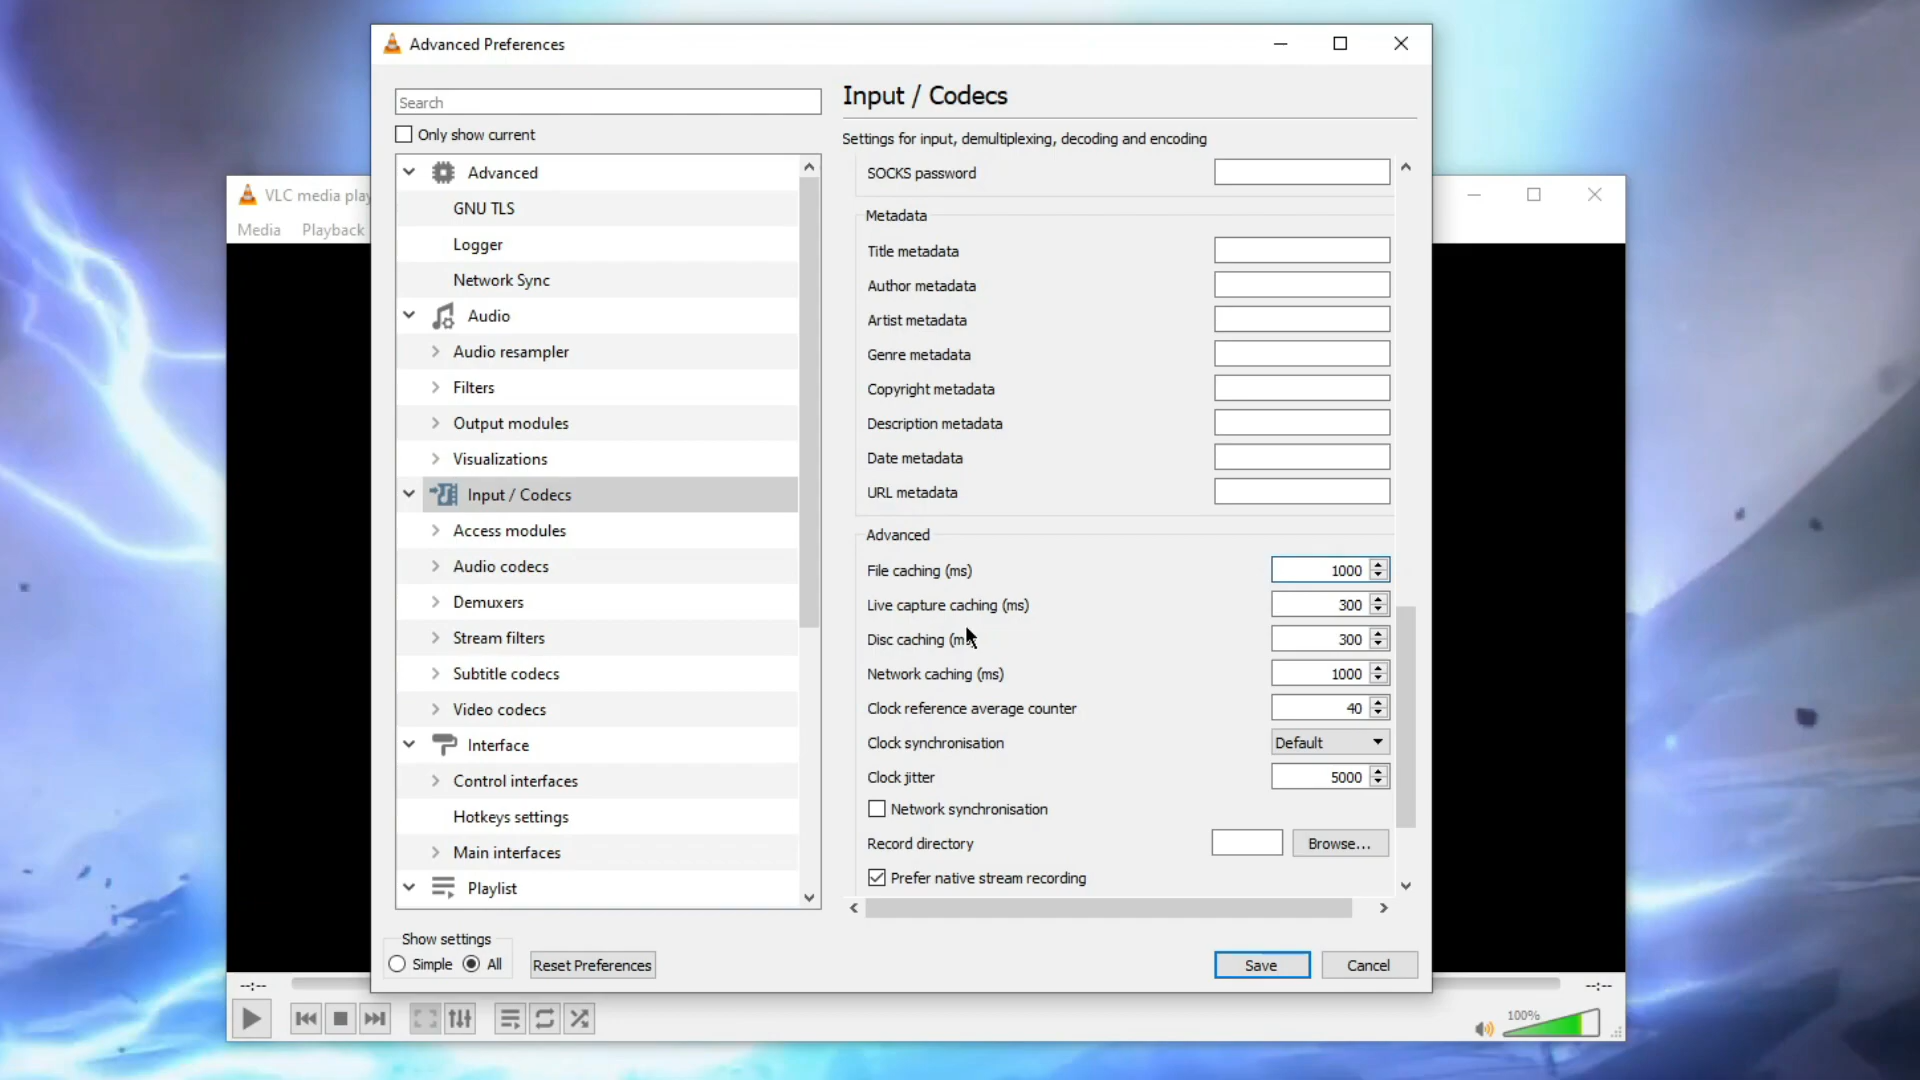 Advanced Preferences
Search
Only show current
Advanced
GNU TLS
Logger
Network Sync
Audio
Audio resampler
Filters
Output modules
Visualizations
Input / Codecs
Access modules
Audio codecs
Demuxers
Stream filters
Subtitle codecs
Video codecs
Interface
Control interfaces
Hotkeys settings
Main interfaces
Playlist
Show settings
Simple All
Reset Preferences
Input / Codecs
Settings for input, demultiplexing, decoding and encoding
SOCKS password
Metadata
Title metadata
Author metadata
Artist metadata
Genre metadata
Copyright metadata
Description metadata
Date metadata
URL metadata
Advanced
File caching (ms) 1000
Live capture caching (ms) 300
Disc caching (m 300
Network caching (ms) 1000
Clock reference average counter 40
Clock synchronisation Default
Clock jitter 5000
Network synchronisation
Record directory Browse...
Prefer native stream recording
Save Cancel
VLC media play
Media Playback
--:-- --:--
100%